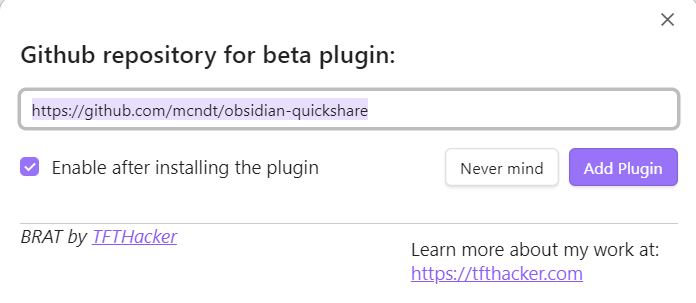 Github repository for beta plugin:
https://github.com/mcndt/obsidian-quickshare
Enable after installing the plugin
Never mind
Add Plugin
BRAT by TFTHacker
Learn more about my work at:
https://tfthacker.com